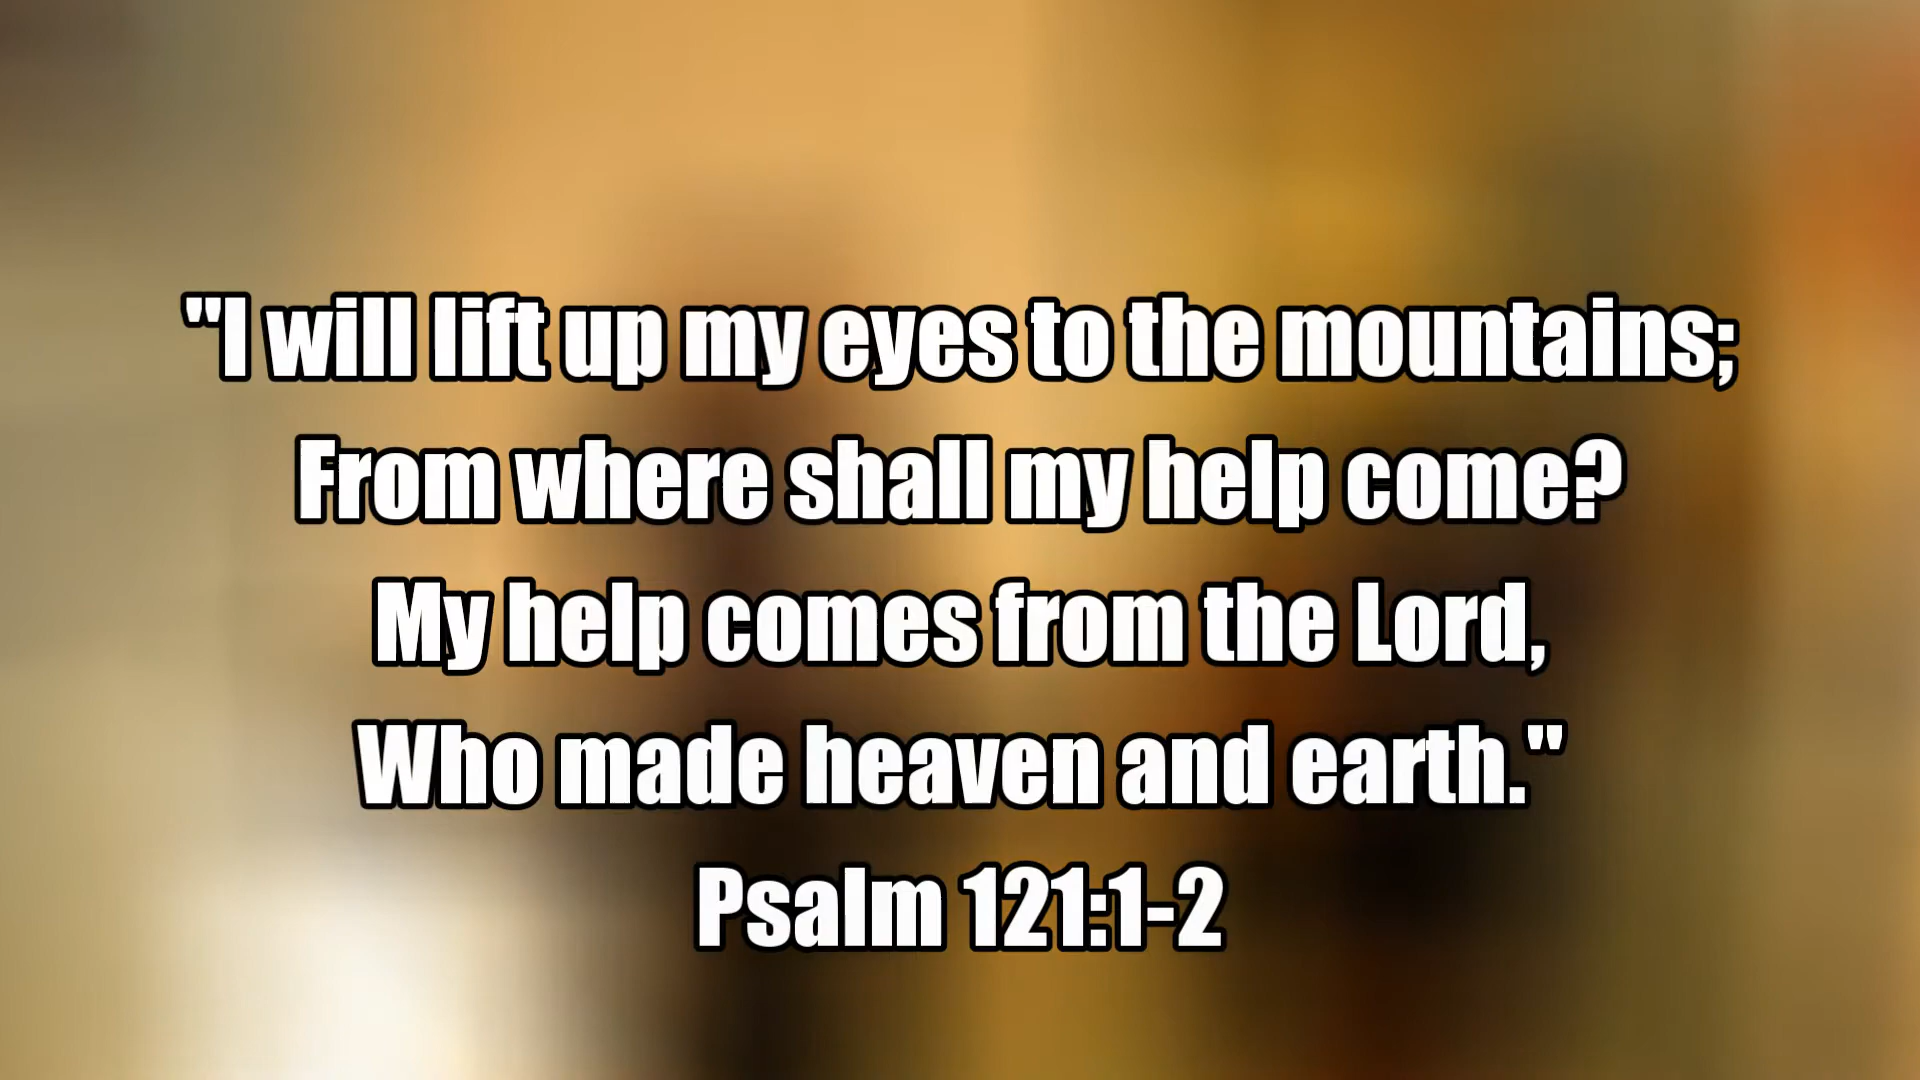 "I will lift up my eyes to the mountains;
From where shall my help come?
My help comes from the Lord,
Who made heaven and earth."
Psalm 121:1-2